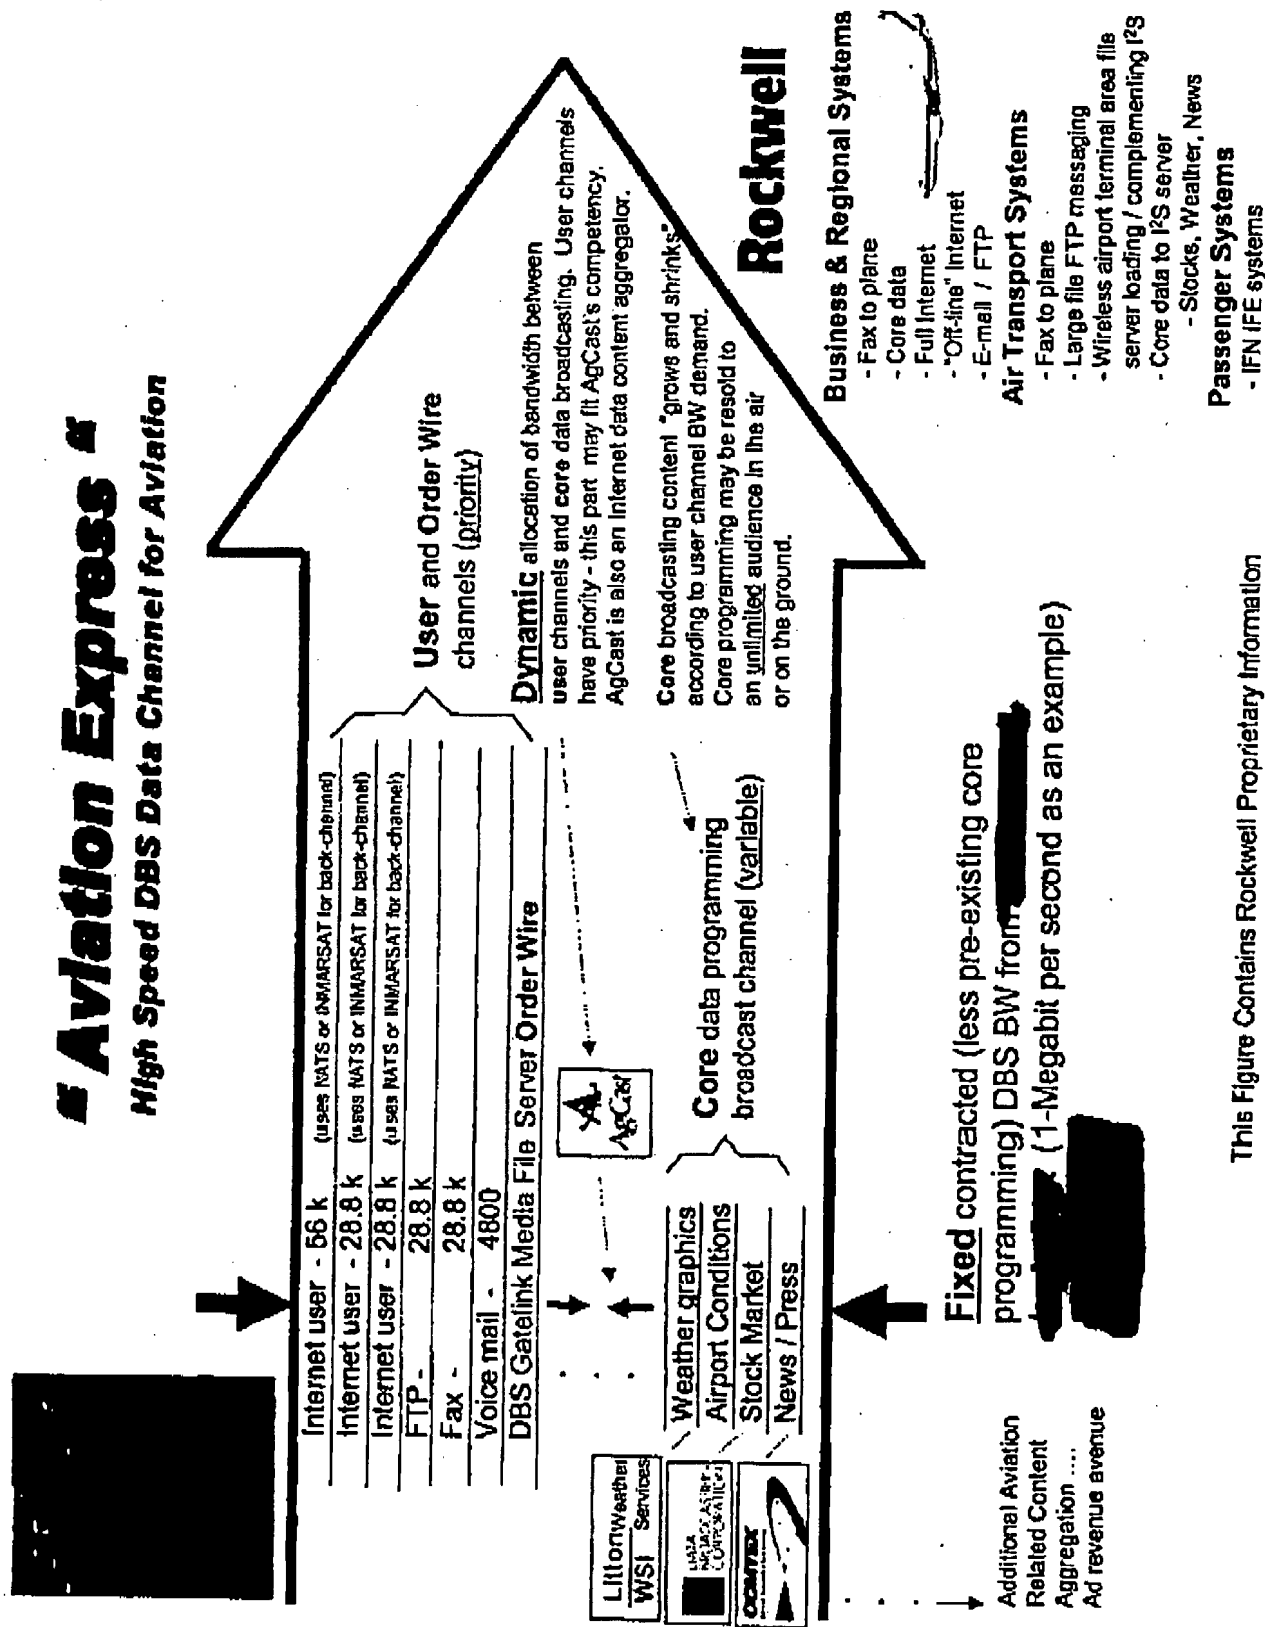 “ Aviation Express “
High Speed DBS Data Channel for Aviation
Internet user - 56 k (uses NATS or INMARSAT for back-channel)
Internet user - 28.8 k (uses NATS or INMARSAT for back-channel)
Internet user - 28.8 k (uses NATS or INMARSAT for back-channel)
FTP - 28.8 k
Fax - 28.8 k
Voice mail - 4800
DBS Gatelink Media File Server Order Wire
User and Order Wire
channels (priority)
Dynamic allocation of bandwidth between
user channels and core data broadcasting. User channels
have priority - this part may fit AgCast's competency.
AgCast is also an Internet data content aggregator.
AgCast
Core broadcasting content "grows and shrinks"
according to user channel BW demand.
Core programming may be resold to
an unlimited audience in the air
or on the ground.
LittonWeather
WSI Services
DATA
BROADCASTING
CORPORATION
COMTEX
Weather graphics
Airport Conditions
Stock Market
News / Press
Core data programming
broadcast channel (variable)
Rockwell
Business & Regional Systems
- Fax to plane
- Core data
- Full Internet
- "Off-line" Internet
- E-mail / FTP
Air Transport Systems
- Fax to plane
- Large file FTP messaging
- Wireless airport terminal area file
server loading / complementing I²S
- Core data to I²S server
- Stocks, Weather, News
Passenger Systems
- IFN IFE systems
Fixed contracted (less pre-existing core
programming) DBS BW from
(1-Megabit per second as an example)
Additional Aviation
Related Content
Aggregation ....
Ad revenue avenue
This Figure Contains Rockwell Proprietary Information